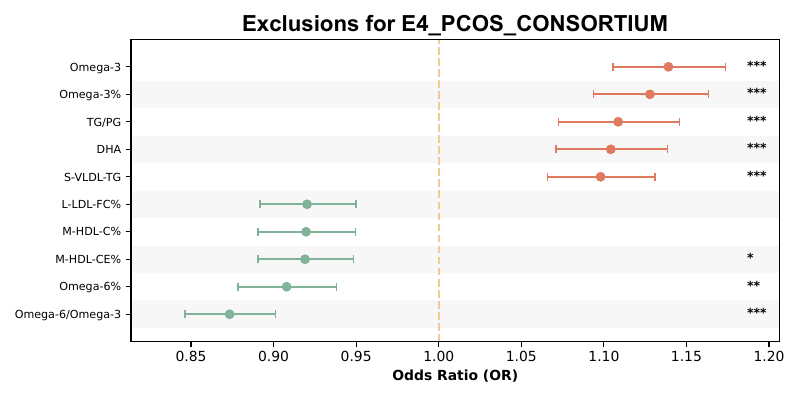 Exclusions for E4_PCOS_CONSORTIUM
Omega-3 ***
Omega-3% ***
TG/PG ***
DHA ***
S-VLDL-TG ***
L-LDL-FC%
M-HDL-C%
M-HDL-CE% *
Omega-6% **
Omega-6/Omega-3 ***
0.85 0.90 0.95 1.00 1.05 1.10 1.15 1.20
Odds Ratio (OR)